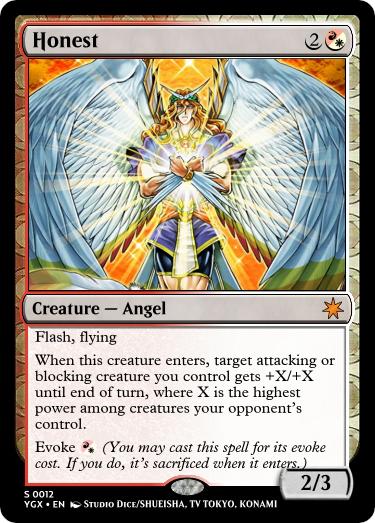 Honest 2
Creature — Angel
Flash, flying
When this creature enters, target attacking or
blocking creature you control gets +X/+X
until end of turn, where X is the highest
power among creatures your opponent's
control.
Evoke (You may cast this spell for its evoke
cost. If you do, it's sacrificed when it enters.)
2/3
S 0012
YGX • EN Studio Dice/SHUEISHA, TV TOKYO, KONAMI